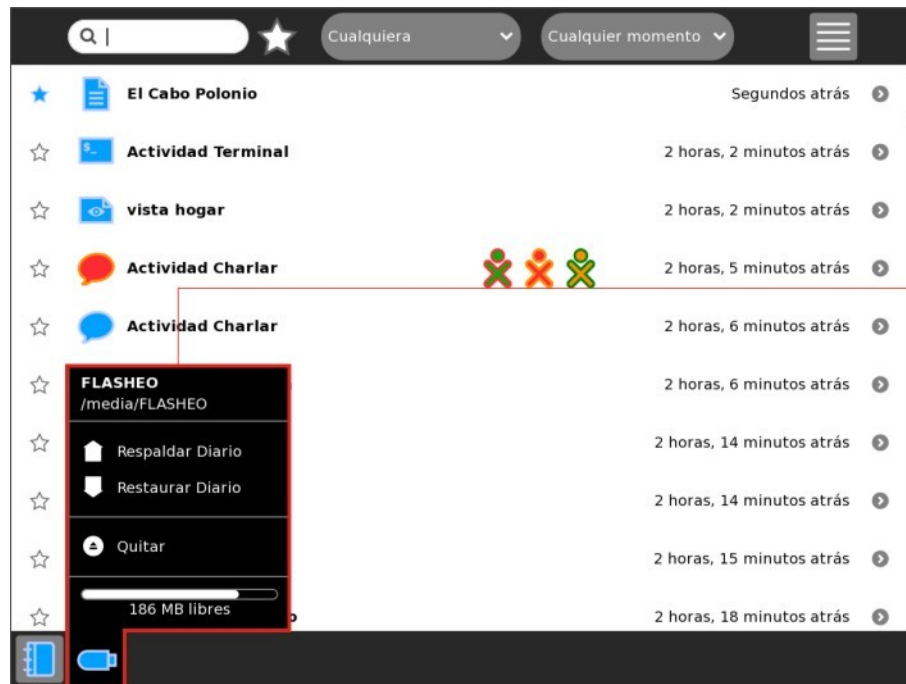 Cualquiera
Cualquier momento
El Cabo Polonio
Segundos atrás
Actividad Terminal
2 horas, 2 minutos atrás
vista hogar
2 horas, 2 minutos atrás
Actividad Charlar
2 horas, 5 minutos atrás
Actividad Charlar
2 horas, 6 minutos atrás
2 horas, 6 minutos atrás
2 horas, 14 minutos atrás
2 horas, 14 minutos atrás
2 horas, 15 minutos atrás
2 horas, 18 minutos atrás
FLASHEO
/media/FLASHEO
Respaldar Diario
Restaurar Diario
Quitar
186 MB libres